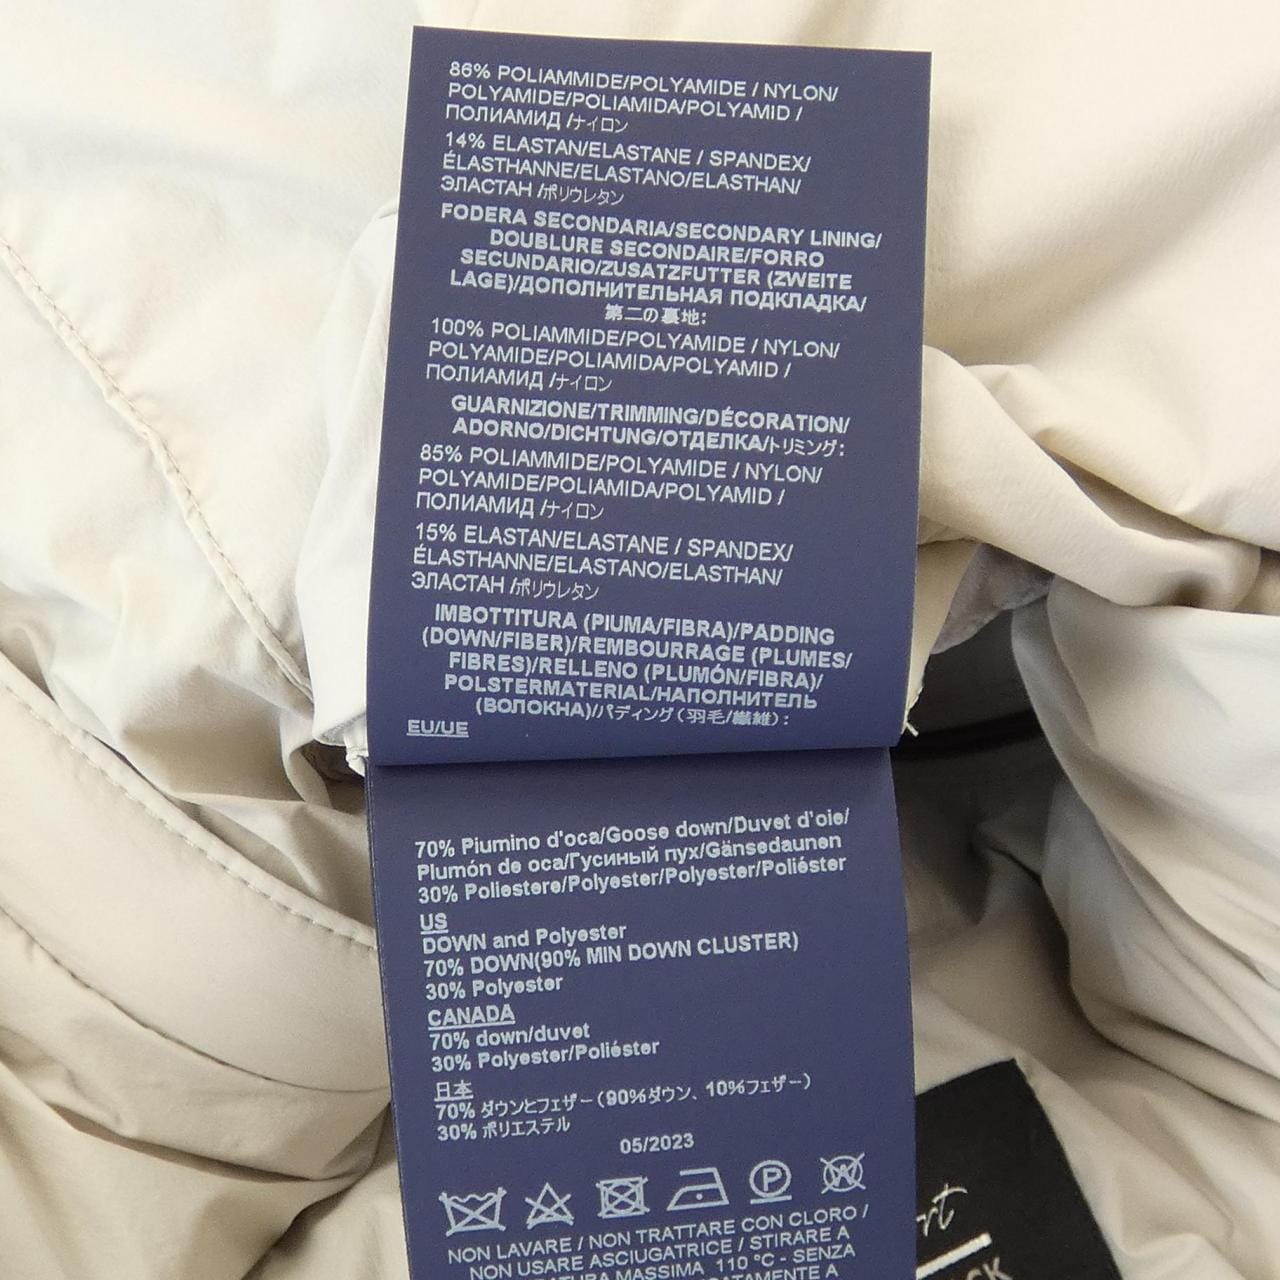 86% POLIAMMIDE/POLYAMIDE / NYLON/
POLYAMIDE/POLIAMIDA/POLYAMID /
ПОЛИАМИД /ナイロン
14% ELASTAN/ELASTANE / SPANDEX/
ÉLASTHANNE/ELASTANO/ELASTHAN/
ЭЛАСТАН /ポリウレタン
FODERA SECONDARIA/SECONDARY LINING/
DOUBLURE SECONDAIRE/FORRO
SECUNDARIO/ZUSATZFUTTER (ZWEITE
LAGE)/ДОПОЛНИТЕЛЬНАЯ ПОДКЛАДКА/
第二の裏地:
100% POLIAMMIDE/POLYAMIDE / NYLON/
POLYAMIDE/POLIAMIDA/POLYAMID /
ПОЛИАМИД /ナイロン
GUARNIZIONE/TRIMMING/DÉCORATION/
ADORNO/DICHTUNG/ОТДЕЛКА/トリミング:
85% POLIAMMIDE/POLYAMIDE / NYLON/
POLYAMIDE/POLIAMIDA/POLYAMID /
ПОЛИАМИД /ナイロン
15% ELASTAN/ELASTANE / SPANDEX/
ÉLASTHANNE/ELASTANO/ELASTHAN/
ЭЛАСТАН /ポリウレタン
IMBOTTITURA (PIUMA/FIBRA)/PADDING
(DOWN/FIBER)/REMBOURRAGE (PLUMES/
FIBRES)/RELLENO (PLUMÓN/FIBRA)/
POLSTERMATERIAL/НАПОЛНИТЕЛЬ
(ВОЛОКНА)/パディング(羽毛/繊維):
EU/UE
70% Piumino d'oca/Goose down/Duvet d'oie/
Plumón de oca/Гусиный пух/Gänsedaunen
30% Poliestere/Polyester/Polyester/Poliéster
US
DOWN and Polyester
70% DOWN(90% MIN DOWN CLUSTER)
30% Polyester
CANADA
70% down/duvet
30% Polyester/Poliéster
日本
70% ダウンとフェザー(90%ダウン、10%フェザー)
30% ポリエステル
05/2023
P W
NON LAVARE / NON TRATTARE CON CLORO /
NON USARE ASCIUGATRICE / STIRARE A
MASSIMA 110 °C - SENZA